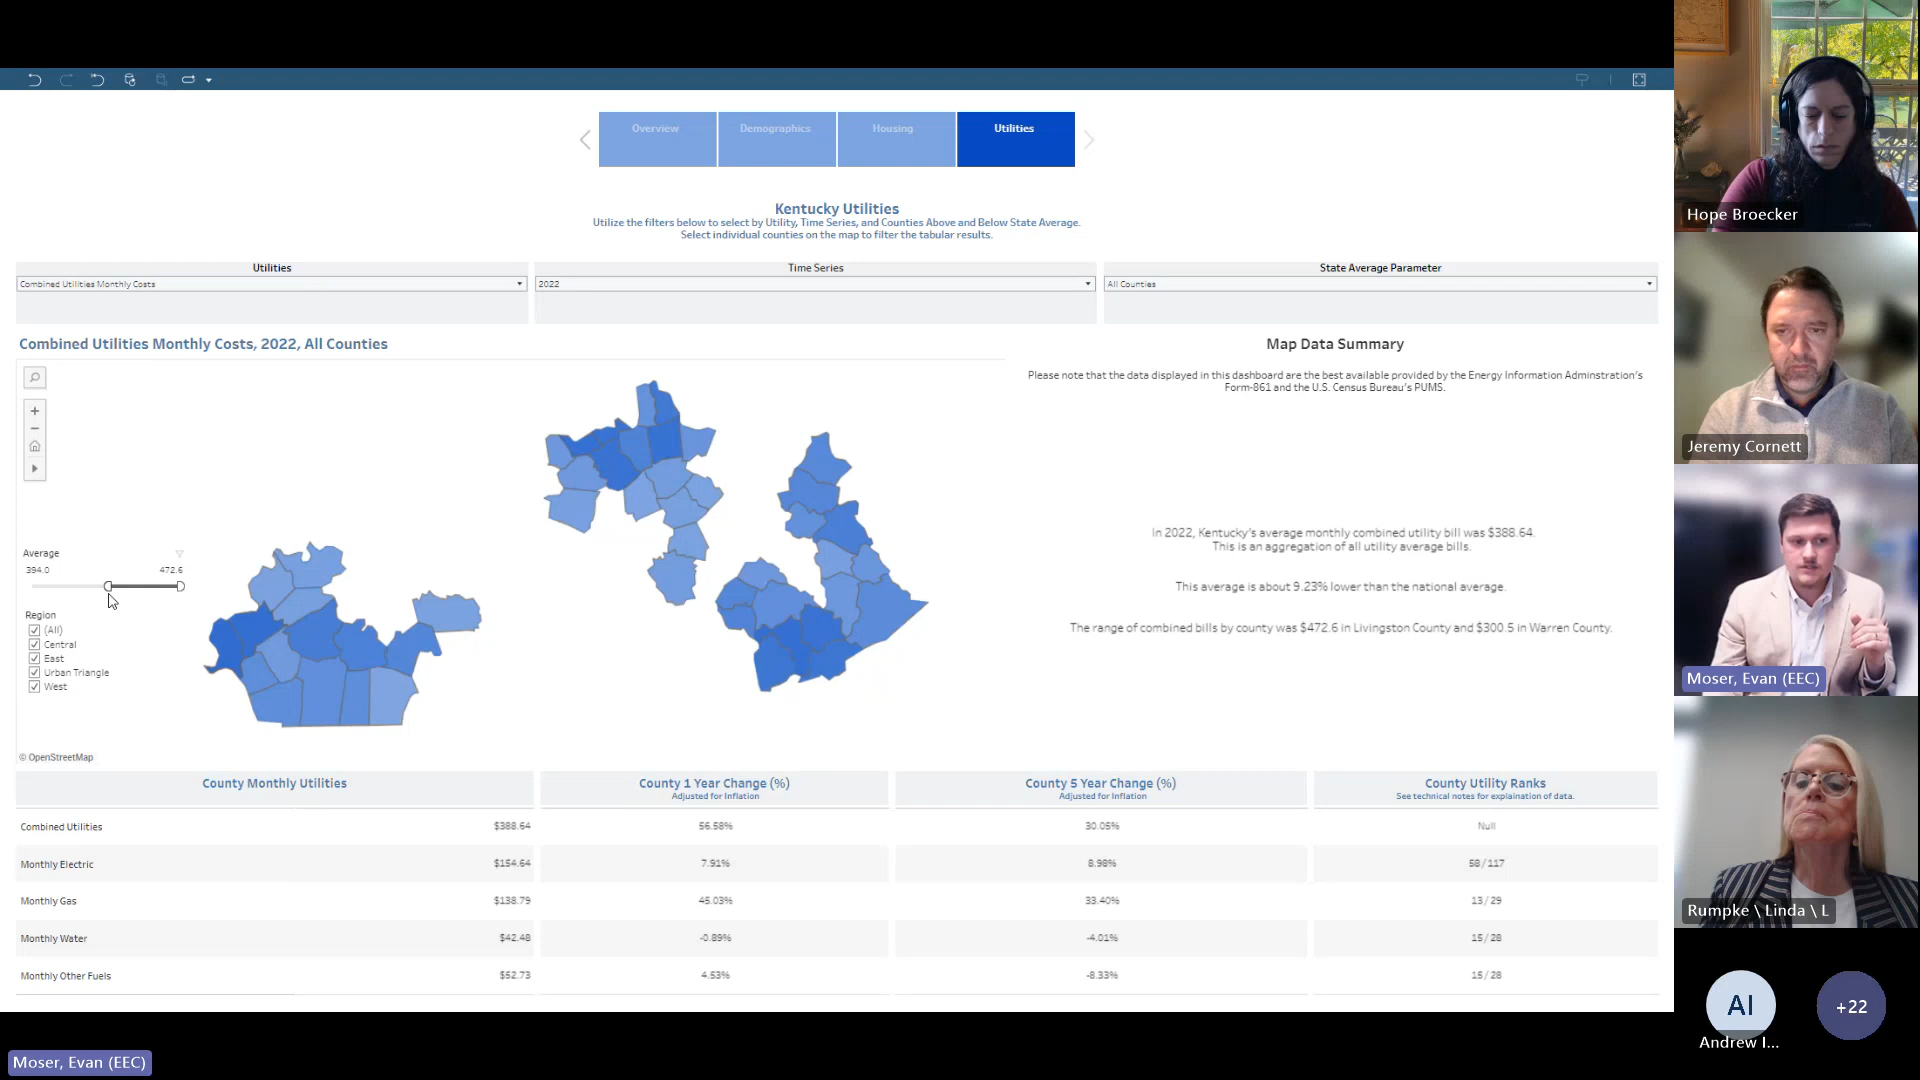 Overview
Demographics
Housing
Utilities
Kentucky Utilities
Utilize the filters below to select by Utility, Time Series, and Counties Above and Below State Average.
Select individual counties on the map to filter the tabular results.
Utilities
Time Series
State Average Parameter
Combined Utilities Monthly Costs
2022
All Counties
Combined Utilities Monthly Costs, 2022, All Counties
Map Data Summary
Please note that the data displayed in this dashboard are the best available provided by the Energy Information Adminstration's
Form-861 and the U.S. Census Bureau's PUMS.
In 2022, Kentucky's average monthly combined utility bill was $388.64.
This is an aggregation of all utility average bills.
This average is about 9.23% lower than the national average.
The range of combined bills by county was $472.6 in Livingston County and $300.5 in Warren County.
Average
394.0 472.6
Region
(All)
Central
East
Urban Triangle
West
© OpenStreetMap
County Monthly Utilities
County 1 Year Change (%)
Adjusted for Inflation
County 5 Year Change (%)
Adjusted for Inflation
County Utility Ranks
See technical notes for explaination of data.
Combined Utilities $388.64 56.58% 30.05% Null
Monthly Electric $154.64 7.91% 8.98% 58/117
Monthly Gas $138.79 45.03% 33.40% 13/29
Monthly Water $42.48 -0.89% -4.01% 15/28
Monthly Other Fuels $52.73 4.53% -8.33% 15/28
Hope Broecker
Jeremy Cornett
Moser, Evan (EEC)
Rumpke \ Linda \ L
AI
+22
Andrew I...
Moser, Evan (EEC)